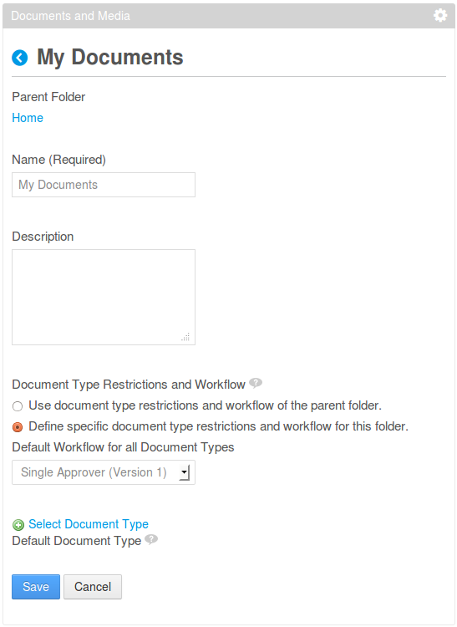 Documents and Media
My Documents
Parent Folder
Home
Name (Required)
My Documents
Description
Document Type Restrictions and Workflow ?
Use document type restrictions and workflow of the parent folder.
Define specific document type restrictions and workflow for this folder.
Default Workflow for all Document Types
Single Approver (Version 1)
Select Document Type
Default Document Type ?
Save Cancel